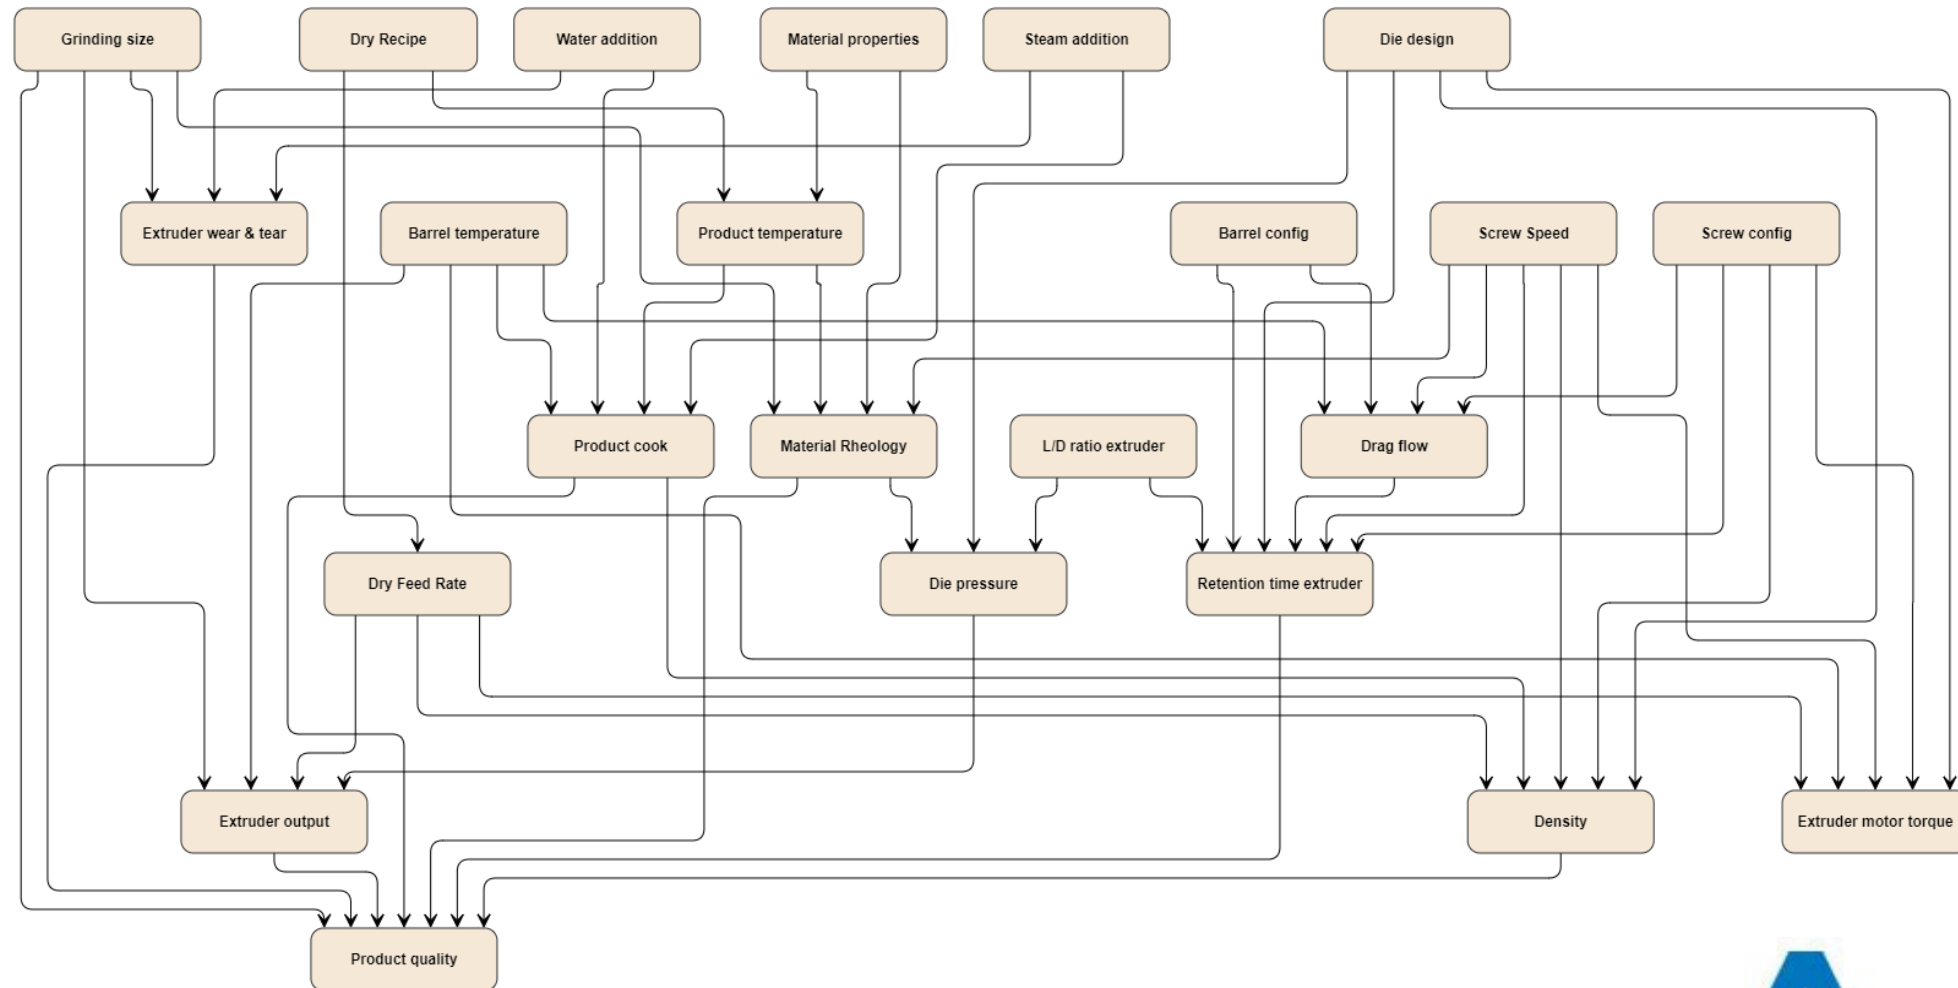 Grinding size
Dry Recipe
Water addition
Material properties
Steam addition
Die design
Extruder wear & tear
Barrel temperature
Product temperature
Barrel config
Screw Speed
Screw config
Product cook
Material Rheology
L/D ratio extruder
Drag flow
Dry Feed Rate
Die pressure
Retention time extruder
Extruder output
Density
Extruder motor torque
Product quality